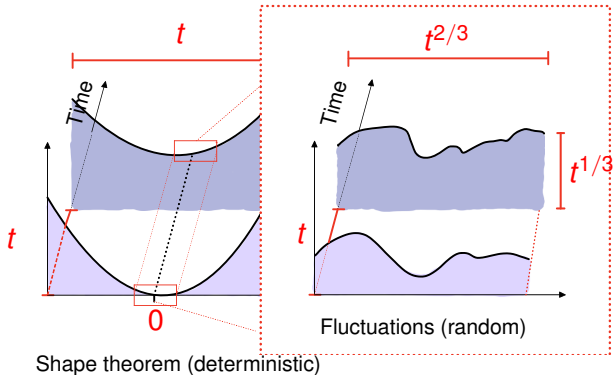 t
t^{2/3}
Time
Time
t^{1/3}
t
t
0
Fluctuations (random)
Shape theorem (deterministic)